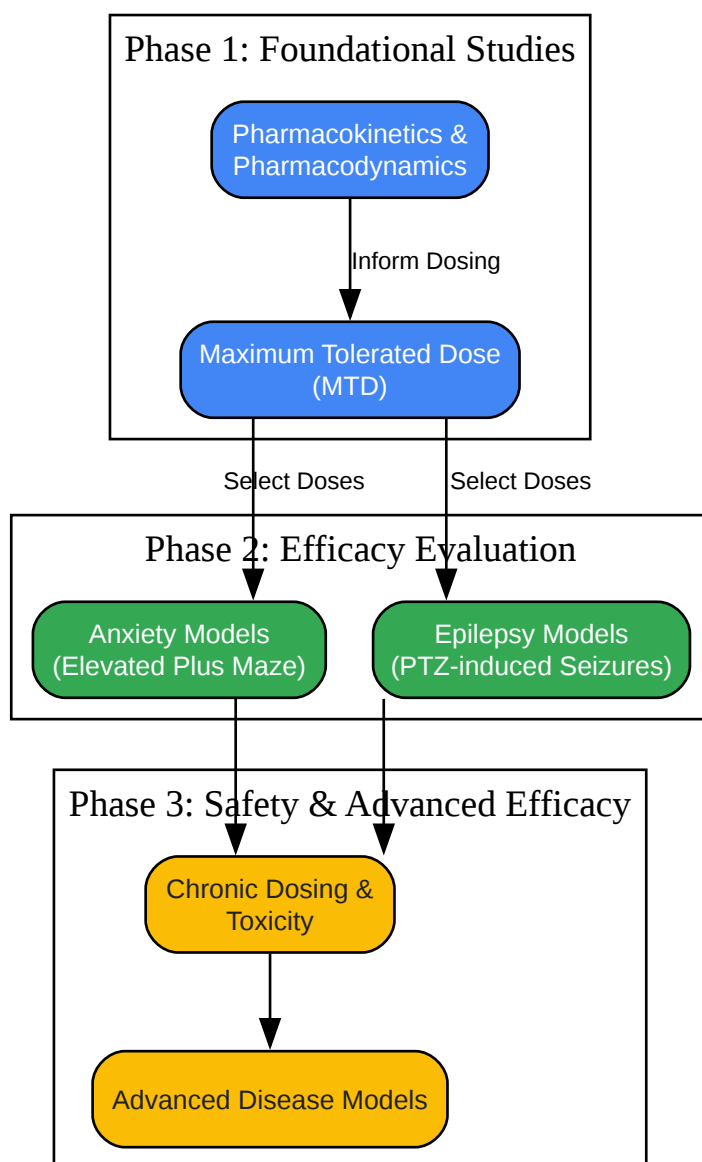 Phase 1: Foundational Studies
Pharmacokinetics &
Pharmacodynamics
Inform Dosing
Maximum Tolerated Dose
(MTD)
Select Doses
Select Doses
Phase 2: Efficacy Evaluation
Anxiety Models
(Elevated Plus Maze)
Epilepsy Models
(PTZ-induced Seizures)
Phase 3: Safety & Advanced Efficacy
Chronic Dosing &
Toxicity
Advanced Disease Models